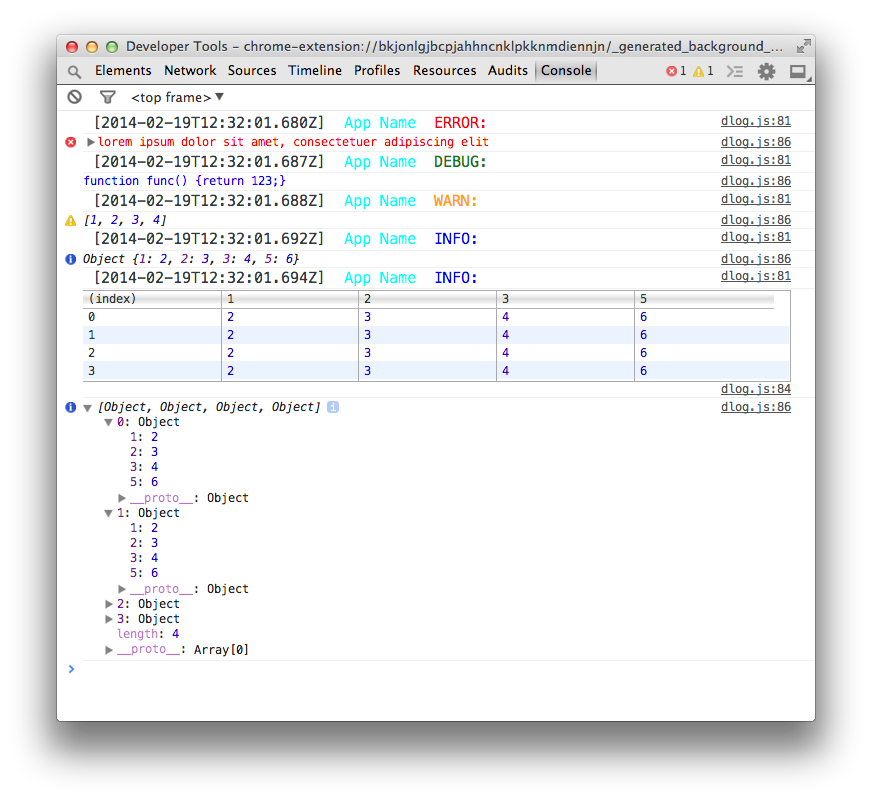 Developer Tools – chrome-extension://bkjonlgjbcpjahhncnklpkknmdiennjn/_generated_background_...
Elements Network Sources Timeline Profiles Resources Audits Console 1 1
<top frame>
[2014-02-19T12:32:01.680Z] App Name ERROR: dlog.js:81
lorem ipsum dolor sit amet, consectetuer adipiscing elit dlog.js:86
[2014-02-19T12:32:01.687Z] App Name DEBUG: dlog.js:81
function func() {return 123;} dlog.js:86
[2014-02-19T12:32:01.688Z] App Name WARN: dlog.js:81
[1, 2, 3, 4] dlog.js:86
[2014-02-19T12:32:01.692Z] App Name INFO: dlog.js:81
Object {1: 2, 2: 3, 3: 4, 5: 6} dlog.js:86
[2014-02-19T12:32:01.694Z] App Name INFO: dlog.js:81
(index) 1 2 3 5
0 2 3 4 6
1 2 3 4 6
2 2 3 4 6
3 2 3 4 6
dlog.js:84
[Object, Object, Object, Object] i dlog.js:86
0: Object
1: 2
2: 3
3: 4
5: 6
__proto__: Object
1: Object
1: 2
2: 3
3: 4
5: 6
__proto__: Object
2: Object
3: Object
length: 4
__proto__: Array[0]